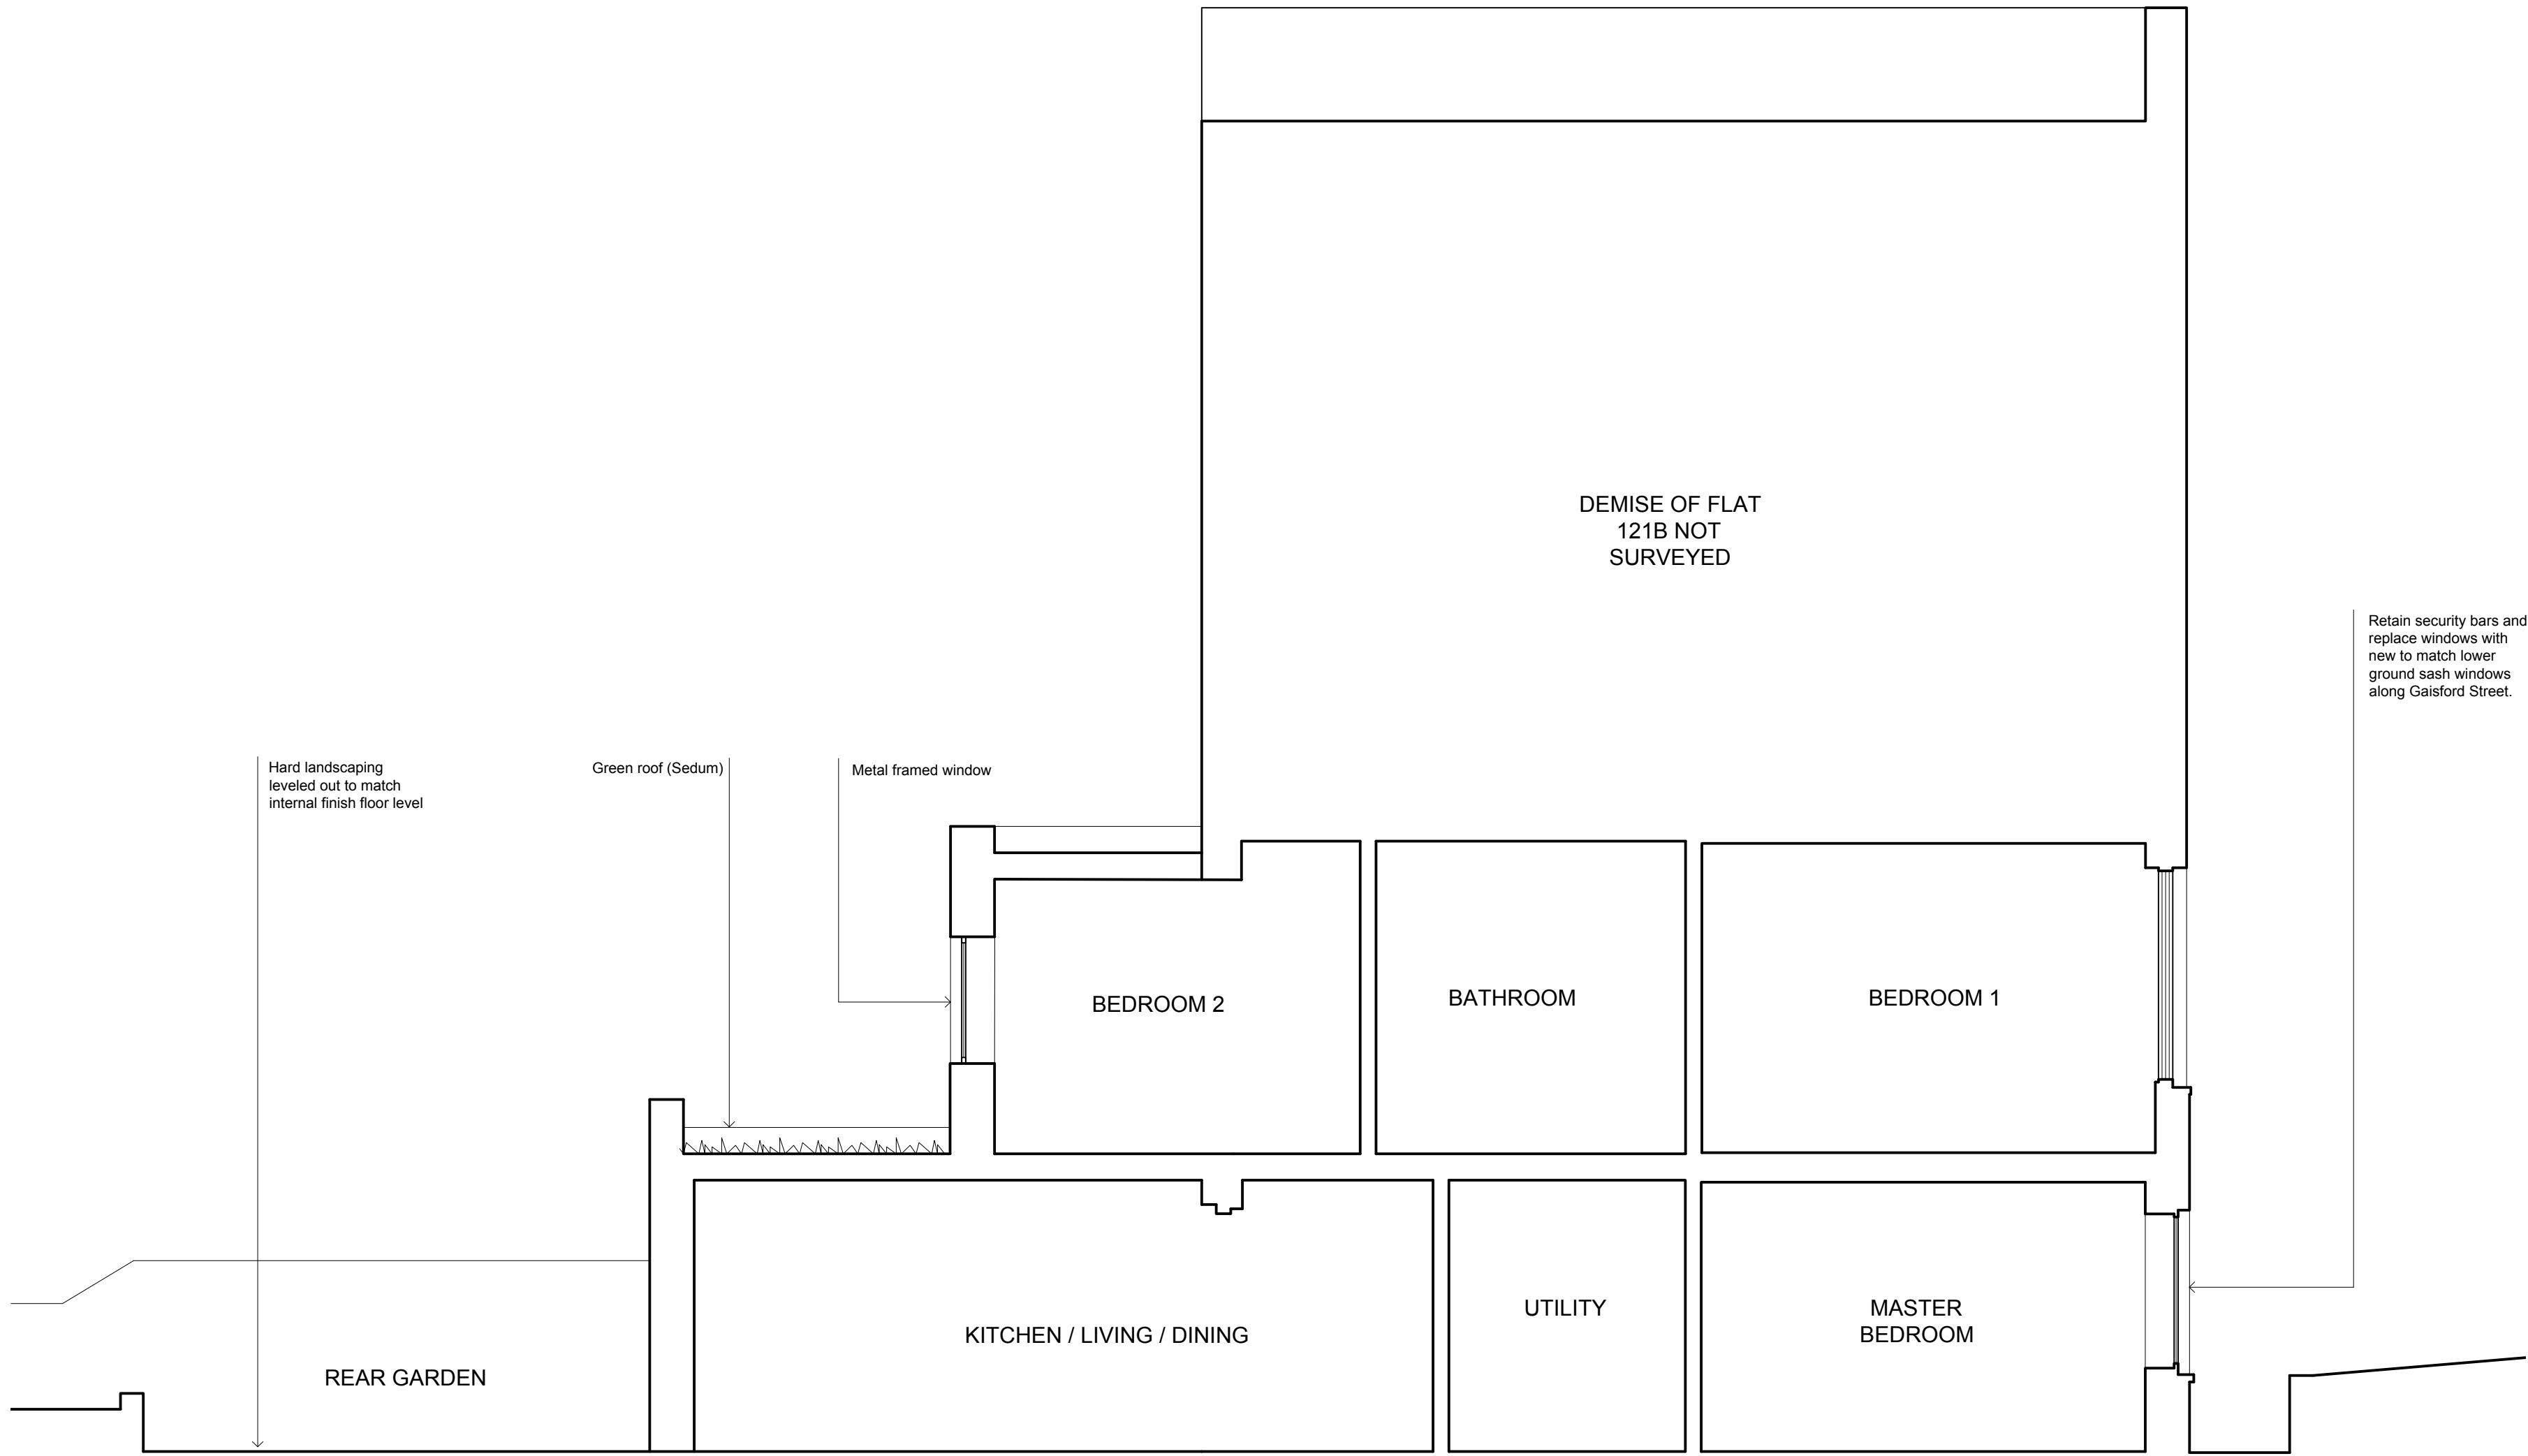 DEMISE OF FLAT
121B NOT
SURVEYED
Retain security bars and
replace windows with
new to match lower
ground sash windows
along Gaisford Street.
Hard landscaping
leveled out to match
internal finish floor level
Green roof (Sedum)
Metal framed window
BEDROOM 2
BATHROOM
BEDROOM 1
KITCHEN / LIVING / DINING
UTILITY
MASTER
BEDROOM
REAR GARDEN